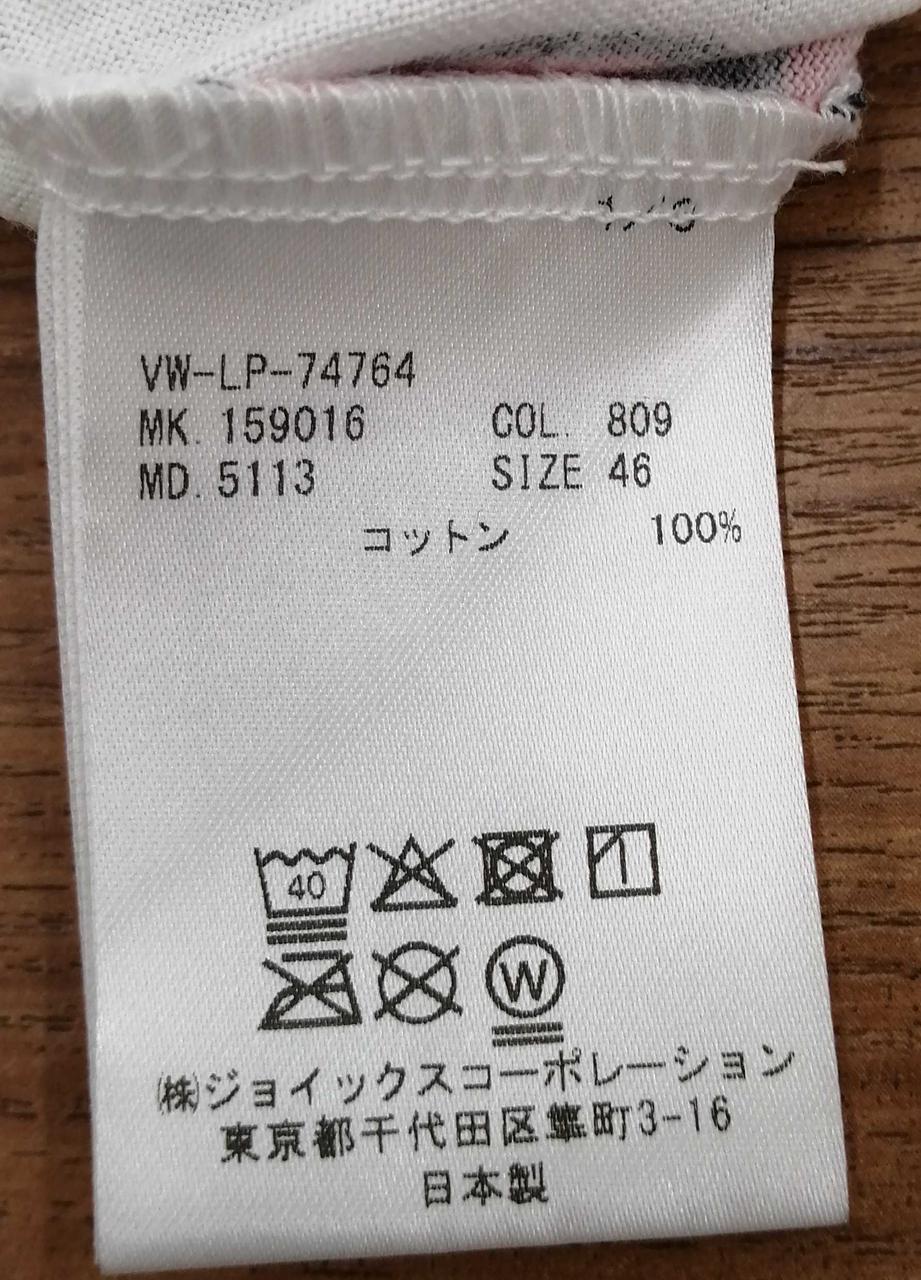 VW-LP-74764
MK. 159016 COL. 809
MD. 5113 SIZE 46
コットン 100%
40
W
㈱ジョイックスコーポレーション
東京都千代田区隼町3-16
日本製